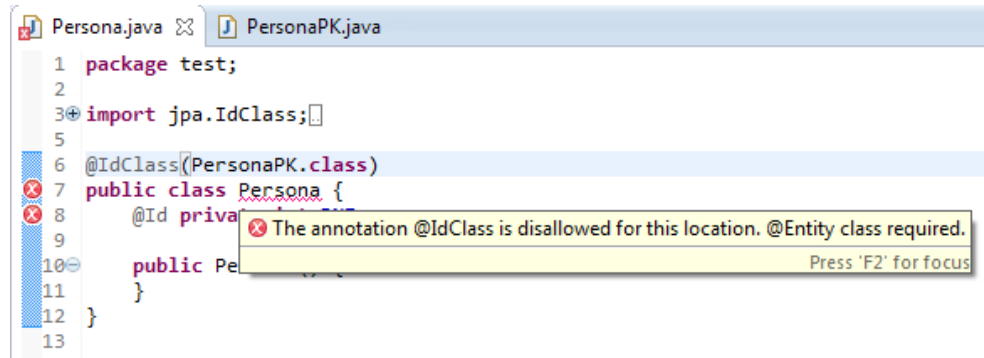 Persona.java PersonaPK.java
1 package test;
2
3 import jpa.IdClass;
5
6 @IdClass(PersonaPK.class)
7 public class Persona {
8 @Id
The annotation @IdClass is disallowed for this location. @Entity class required.
9
Press 'F2' for focus
10 public
11 }
12 }
13